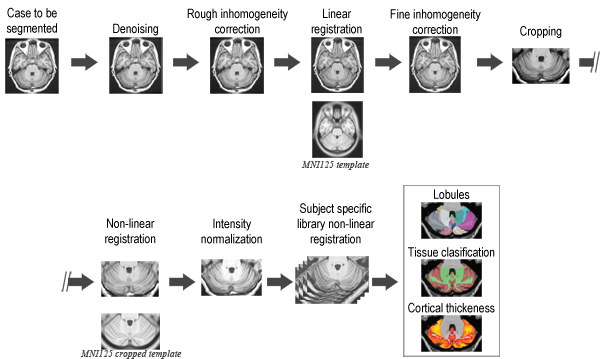 Case to be
segmented
Denoising
Rough inhomogeneity
correction
Linear
registration
Fine inhomogeneity
correction
Cropping
MNI125 template
Non-linear
registration
Intensity
normalization
Subject specific
library non-linear
registration
Lobules
Tissue clasification
Cortical thickness
MNI125 cropped template